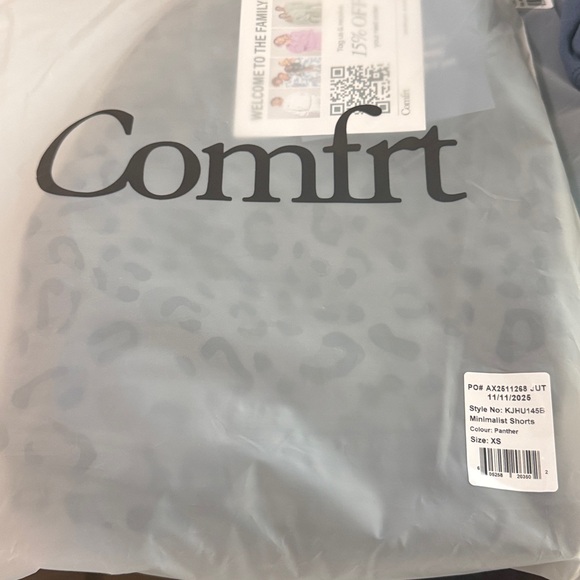 WELCOME TO THE FAMILY
15% OFF
Comfrt
Comfrt
PO# AX2511268 JUT
11/11/2025
Style No: KJHU145B
Minimalist Shorts
Colour: Panther
Size: XS